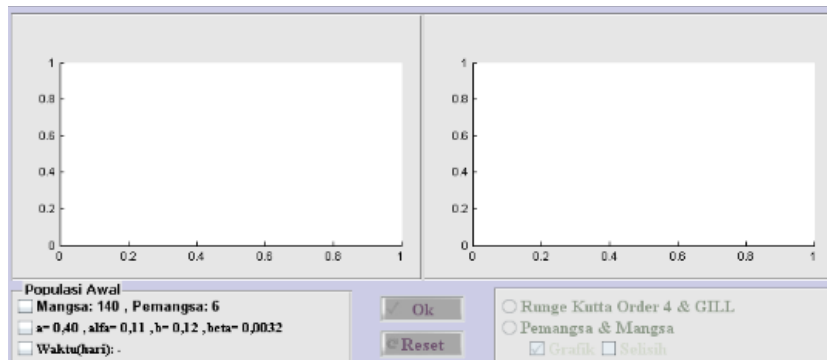 1
0.8
0.6
0.4
0.2
0
0 0.2 0.4 0.6 0.8 1
1
0.8
0.6
0.4
0.2
0
0 0.2 0.4 0.6 0.8 1
Populasi Awal
Mangsa: 140 , Pemangsa: 6
a= 0,40 , alfa= 0,11 , b= 0,12 , beta= 0,0032
Waktu(hari): -
Ok
Reset
Runge Kutta Order 4 & GILL
Pemangsa & Mangsa
Grafik Selisih